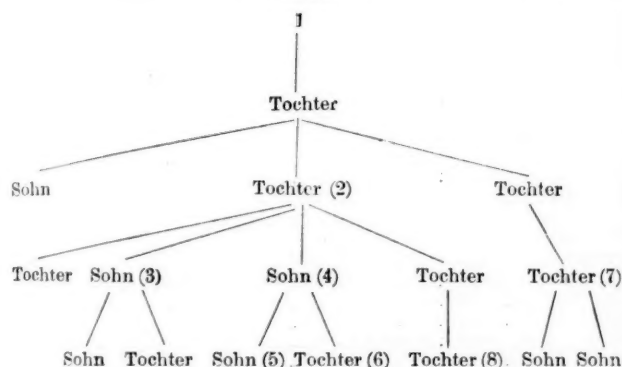 1
Tochter
Sohn Tochter (2) Tochter
Tochter Sohn (3) Sohn (4) Tochter Tochter (7)
Sohn Tochter Sohn (5) Tochter (6) Tochter (8) Sohn Sohn